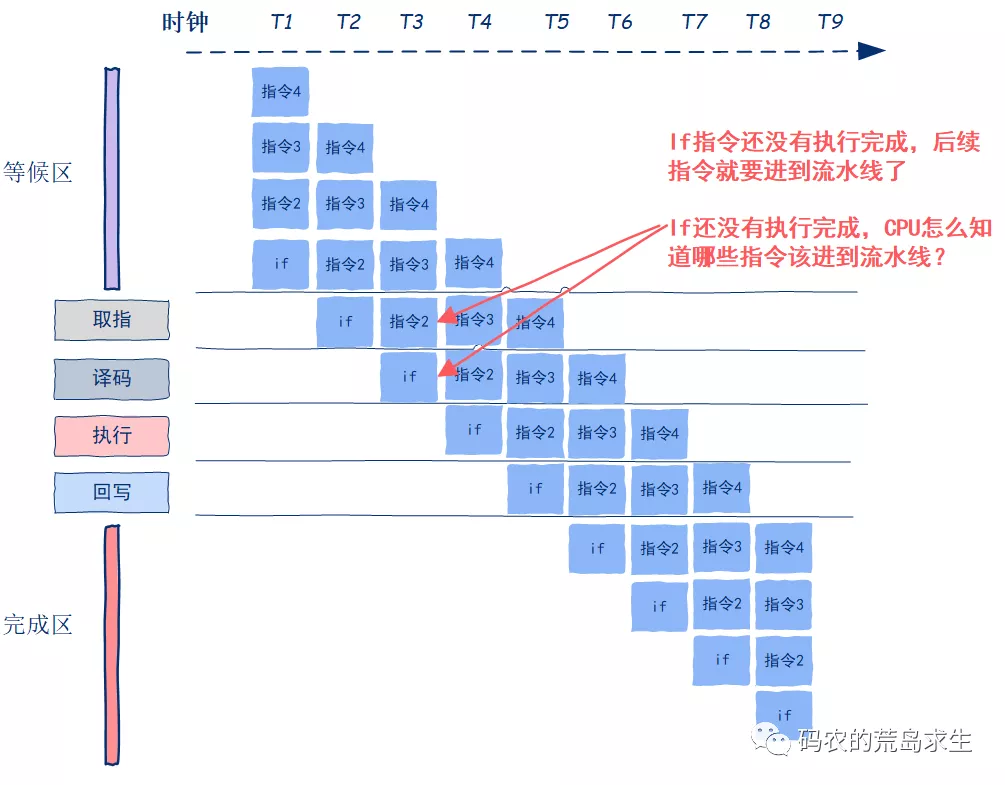 时钟 T1 T2 T3 T4 T5 T6 T7 T8 T9
指令4
If指令还没有执行完成，后续
指令就要进到流水线了
指令3 指令4
等候区
指令2 指令3 指令4
If还没有执行完成，CPU怎么知
道哪些指令该进到流水线？
if 指令2 指令3 指令4
取指 if 指令2 指令3 指令4
译码 if 指令2 指令3 指令4
执行 if 指令2 指令3 指令4
回写 if 指令2 指令3 指令4
if 指令2 指令3 指令4
if 指令2 指令3
完成区
if 指令2
if
码农的荒岛求生